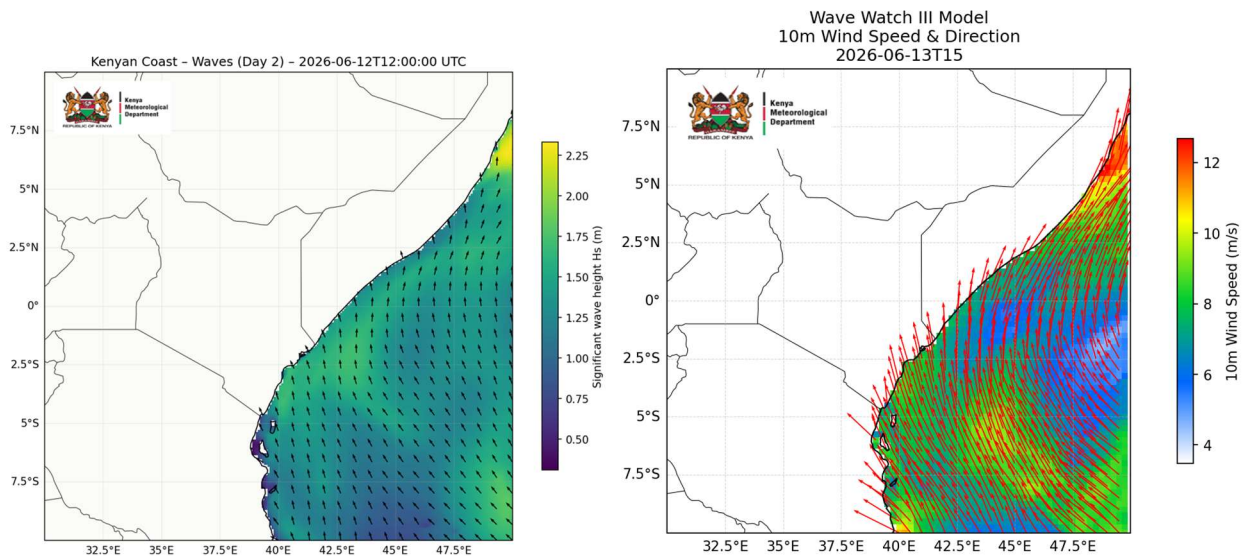 Kenyan Coast – Waves (Day 2) – 2026-06-12T12:00:00 UTC
Kenya
Meteorological
Department
REPUBLIC OF KENYA
7.5°N
5°N
2.5°N
0°
2.5°S
5°S
7.5°S
32.5°E 35°E 37.5°E 40°E 42.5°E 45°E 47.5°E
2.25
2.00
1.75
1.50
1.25
1.00
0.75
0.50
Significant wave height Hs (m)
Wave Watch III Model
10m Wind Speed & Direction
2026-06-13T15
Kenya
Meteorological
Department
REPUBLIC OF KENYA
7.5°N
5°N
2.5°N
0°
2.5°S
5°S
7.5°S
32.5°E 35°E 37.5°E 40°E 42.5°E 45°E 47.5°E
12
10
8
6
4
10m Wind Speed (m/s)